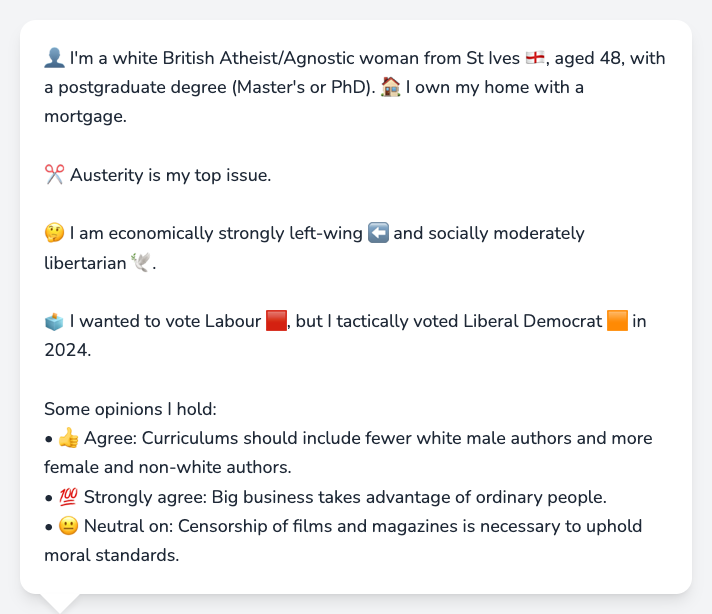 👤 I'm a white British Atheist/Agnostic woman from St Ives 🏴󠁧󠁢󠁥󠁮󠁧󠁿, aged 48, with
a postgraduate degree (Master's or PhD). 🏠 I own my home with a
mortgage.
✂️ Austerity is my top issue.
🤔 I am economically strongly left-wing ⬅️ and socially moderately
libertarian 🕊️.
🗳️ I wanted to vote Labour 🟥, but I tactically voted Liberal Democrat 🟧 in
2024.
Some opinions I hold:
• 👍 Agree: Curriculums should include fewer white male authors and more
female and non-white authors.
• 💯 Strongly agree: Big business takes advantage of ordinary people.
• 😐 Neutral on: Censorship of films and magazines is necessary to uphold
moral standards.